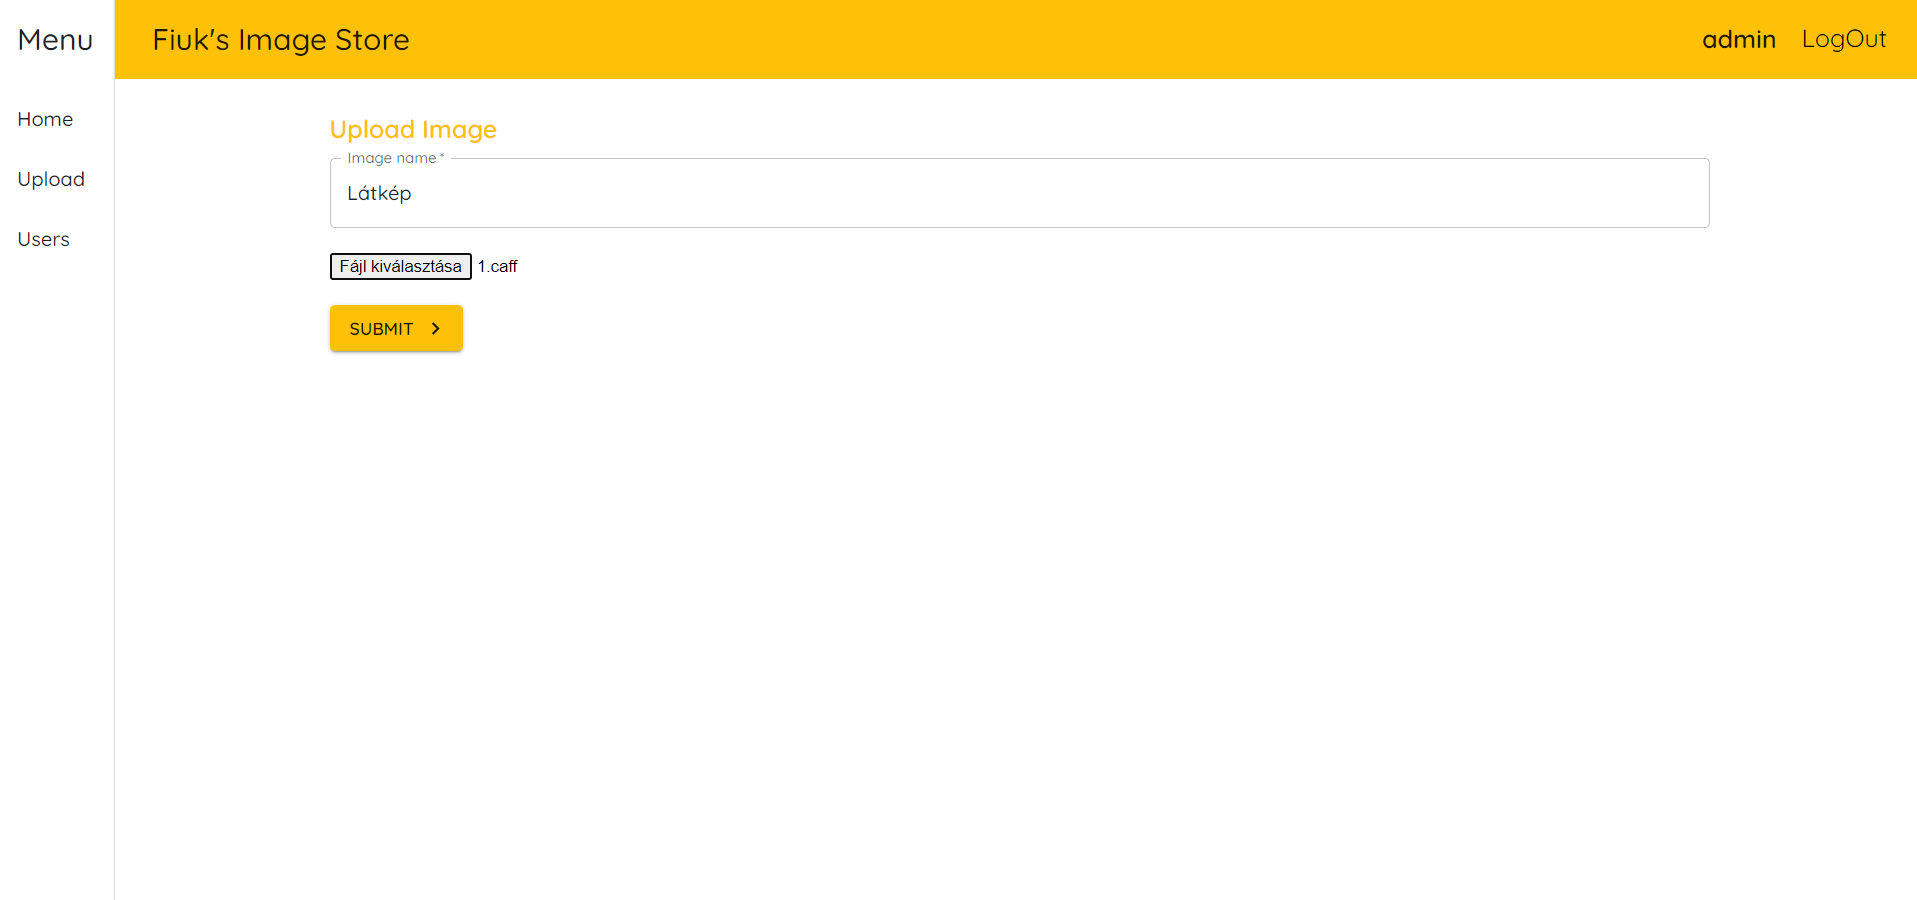 Menu
Fiuk's Image Store
admin
LogOut
Home
Upload
Users
Upload Image
Image name *
Látkép
Fájl kiválasztása 1.caff
SUBMIT